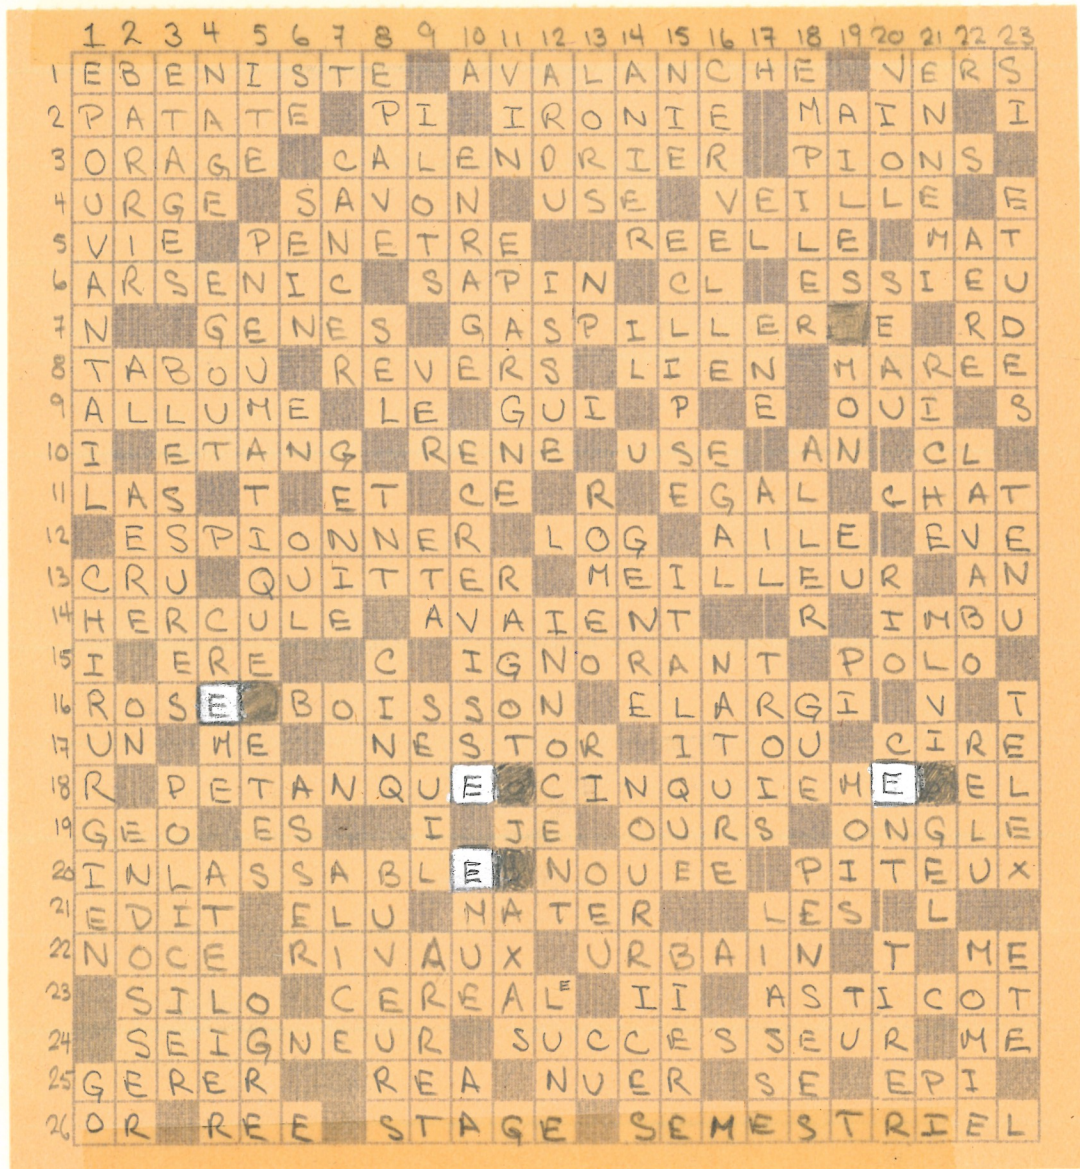 1 2 3 4 5 6 7 8 9 10 11 12 13 14 15 16 17 18 19 20 21 22 23
1 EBENISTE AVALANCHE VERS
2 PATATE PI IRONIE MAIN I
3 ORAGE CALENDRIER PIONS
4 URGE SAVON USE VEILLE E
5 VIE PENETRE REELLE MAT
6 ARSENIC SAPIN CL ESSIEU
7 N GENES GASPILLER E RD
8 TABOU REVERS LIEN MAREE
9 ALLUME LE GUI P E OUI S
10 I ETANG RENE USE AN CL
11 LAS T ET CE R EGAL CHAT
12 ESPIONNER LOG AILE EVE
13 CRU QUITTER MEILLEUR AN
14 HERCULE AVAIENT R IMBU
15 I ERE C IGNORANT POLO
16 ROSE BOISSON ELARGI V T
17 UN ME NESTOR ITOU CIRE
18 R PETANQUE CINQUIEME EL
19 GEO ES I JE OURS ONGLE
20 INLASSABLE NOUEE PITEUX
21 EDIT ELU MATER LES L
22 NOCE RIVAUX URBAIN T ME
23 SILO CEREALE II ASTICOT
24 SEIGNEUR SUCCESSEUR ME
25 GERER REA NUER SE EPI
26 OR REE STAGE SEMESTRIEL